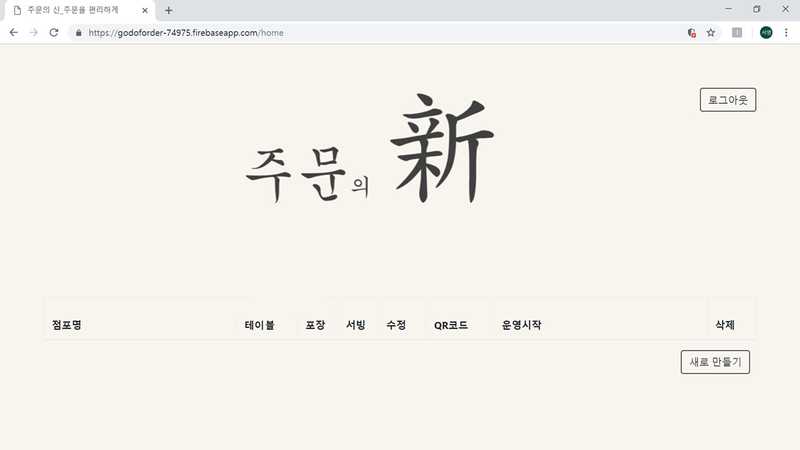 주문의 신_주문을 편리하게
https://godoforder-74975.firebaseapp.com/home
서영
로그아웃
주문의 新
점포명 테이블 포장 서빙 수정 QR코드 운영시작 삭제
새로 만들기